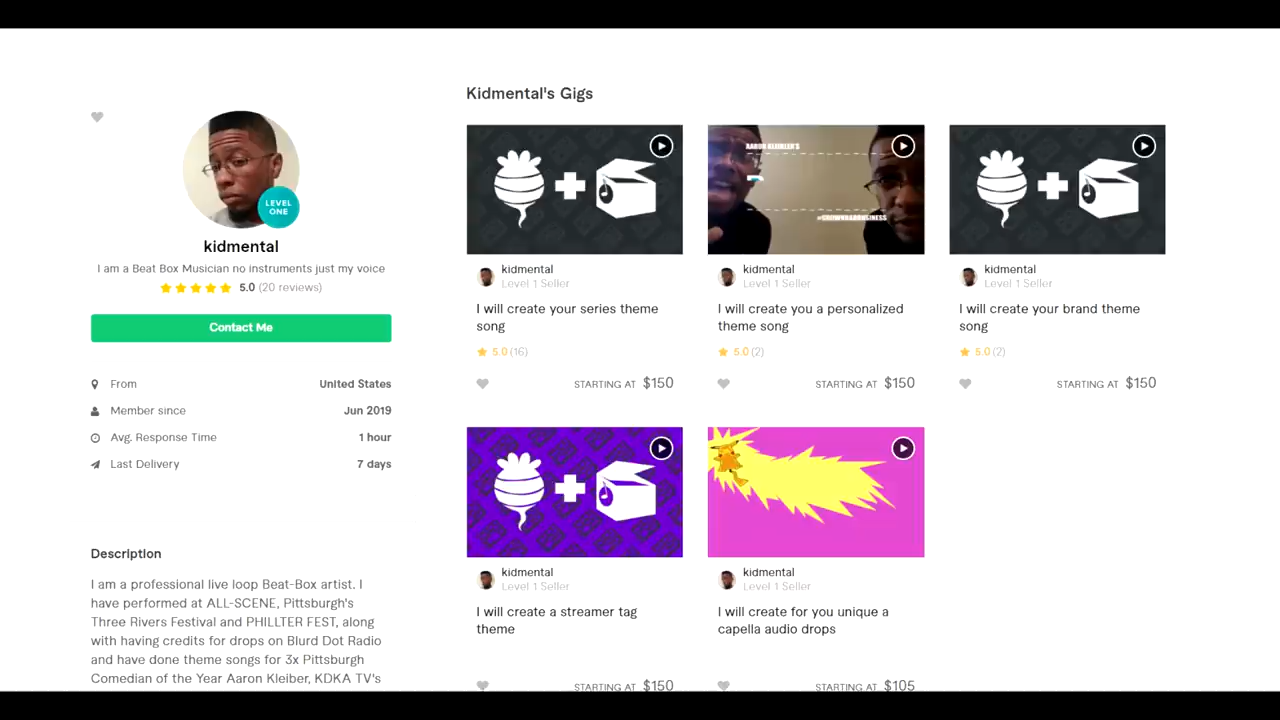 Kidmental's Gigs
LEVEL
ONE
kidmental
I am a Beat Box Musician no instruments just my voice
5.0 (20 reviews)
Contact Me
From United States
Member since Jun 2019
Avg. Response Time 1 hour
Last Delivery 7 days
Description
I am a professional live loop Beat-Box artist. I
have performed at ALL-SCENE, Pittsburgh's
Three Rivers Festival and PHILLTER FEST, along
with having credits for drops on Blurd Dot Radio
and have done theme songs for 3x Pittsburgh
Comedian of the Year Aaron Kleiber, KDKA TV's
kidmental
Level 1 Seller
I will create your series theme
song
5.0 (16)
STARTING AT $150
AARON KLEIBER'S
kidmental
Level 1 Seller
I will create you a personalized
theme song
5.0 (2)
STARTING AT $150
kidmental
Level 1 Seller
I will create your brand theme
song
5.0 (2)
STARTING AT $150
kidmental
Level 1 Seller
I will create a streamer tag
theme
STARTING AT $150
kidmental
Level 1 Seller
I will create for you unique a
capella audio drops
STARTING AT $105